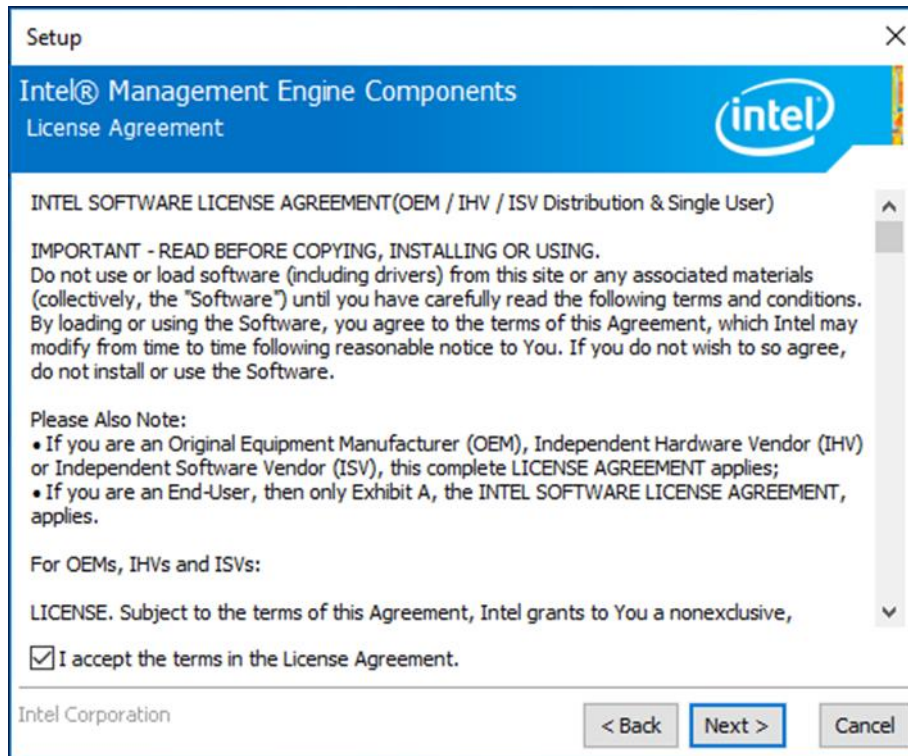 Setup
Intel® Management Engine Components
License Agreement
intel
INTEL SOFTWARE LICENSE AGREEMENT(OEM / IHV / ISV Distribution & Single User)
IMPORTANT - READ BEFORE COPYING, INSTALLING OR USING.
Do not use or load software (including drivers) from this site or any associated materials
(collectively, the "Software") until you have carefully read the following terms and conditions.
By loading or using the Software, you agree to the terms of this Agreement, which Intel may
modify from time to time following reasonable notice to You. If you do not wish to so agree,
do not install or use the Software.
Please Also Note:
• If you are an Original Equipment Manufacturer (OEM), Independent Hardware Vendor (IHV)
or Independent Software Vendor (ISV), this complete LICENSE AGREEMENT applies;
• If you are an End-User, then only Exhibit A, the INTEL SOFTWARE LICENSE AGREEMENT,
applies.
For OEMs, IHVs and ISVs:
LICENSE. Subject to the terms of this Agreement, Intel grants to You a nonexclusive,
I accept the terms in the License Agreement.
Intel Corporation
< Back Next > Cancel